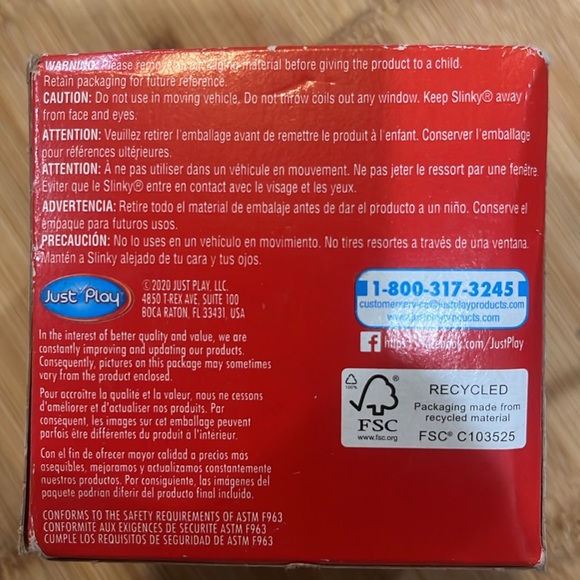 WARNING: Please remove all packaging material before giving the product to a child.
Retain packaging for future reference.
CAUTION: Do not use in moving vehicle. Do not throw coils out any window. Keep Slinky® away
from face and eyes.
ATTENTION: Veuillez retirer l'emballage avant de remettre le produit à l'enfant. Conserver l'emballage
pour références ultérieures.
ATTENTION: À ne pas utiliser dans un véhicule en mouvement. Ne pas jeter le ressort par une fenêtre.
Éviter que le Slinky® entre en contact avec le visage et les yeux.
ADVERTENCIA: Retire todo el material de embalaje antes de dar el producto a un niño. Conserve el
empaque para futuros usos.
PRECAUCIÓN: No lo uses en un vehículo en movimiento. No tires resortes a través de una ventana.
Mantén a Slinky alejado de tu cara y tus ojos.
Just Play™
©2020 JUST PLAY, LLC.
4850 T-REX AVE, SUITE 100
BOCA RATON, FL 33431, USA
1-800-317-3245
customerservice@justplayproducts.com
www.justplayproducts.com
f https://facebook.com/JustPlay
In the interest of better quality and value, we are
constantly improving and updating our products.
Consequently, pictures on this package may sometimes
vary from the product enclosed.
Pour accroître la qualité et la valeur, nous ne cessons
d'améliorer et d'actualiser nos produits. Par
conséquent, les images sur cet emballage peuvent
parfois être différentes du produit à l'intérieur.
Con el fin de ofrecer mayor calidad a precios más
asequibles, mejoramos y actualizamos constantemente
nuestros productos. Por consiguiente, las imágenes del
paquete podrían diferir del producto final incluido.
100%
FSC
www.fsc.org
RECYCLED
Packaging made from
recycled material
FSC® C103525
CONFORMS TO THE SAFETY REQUIREMENTS OF ASTM F963
CONFORMITE AUX EXIGENCES DE SECURITE ASTM F963
CUMPLE LOS REQUISITOS DE SEGURIDAD DE ASTM F963